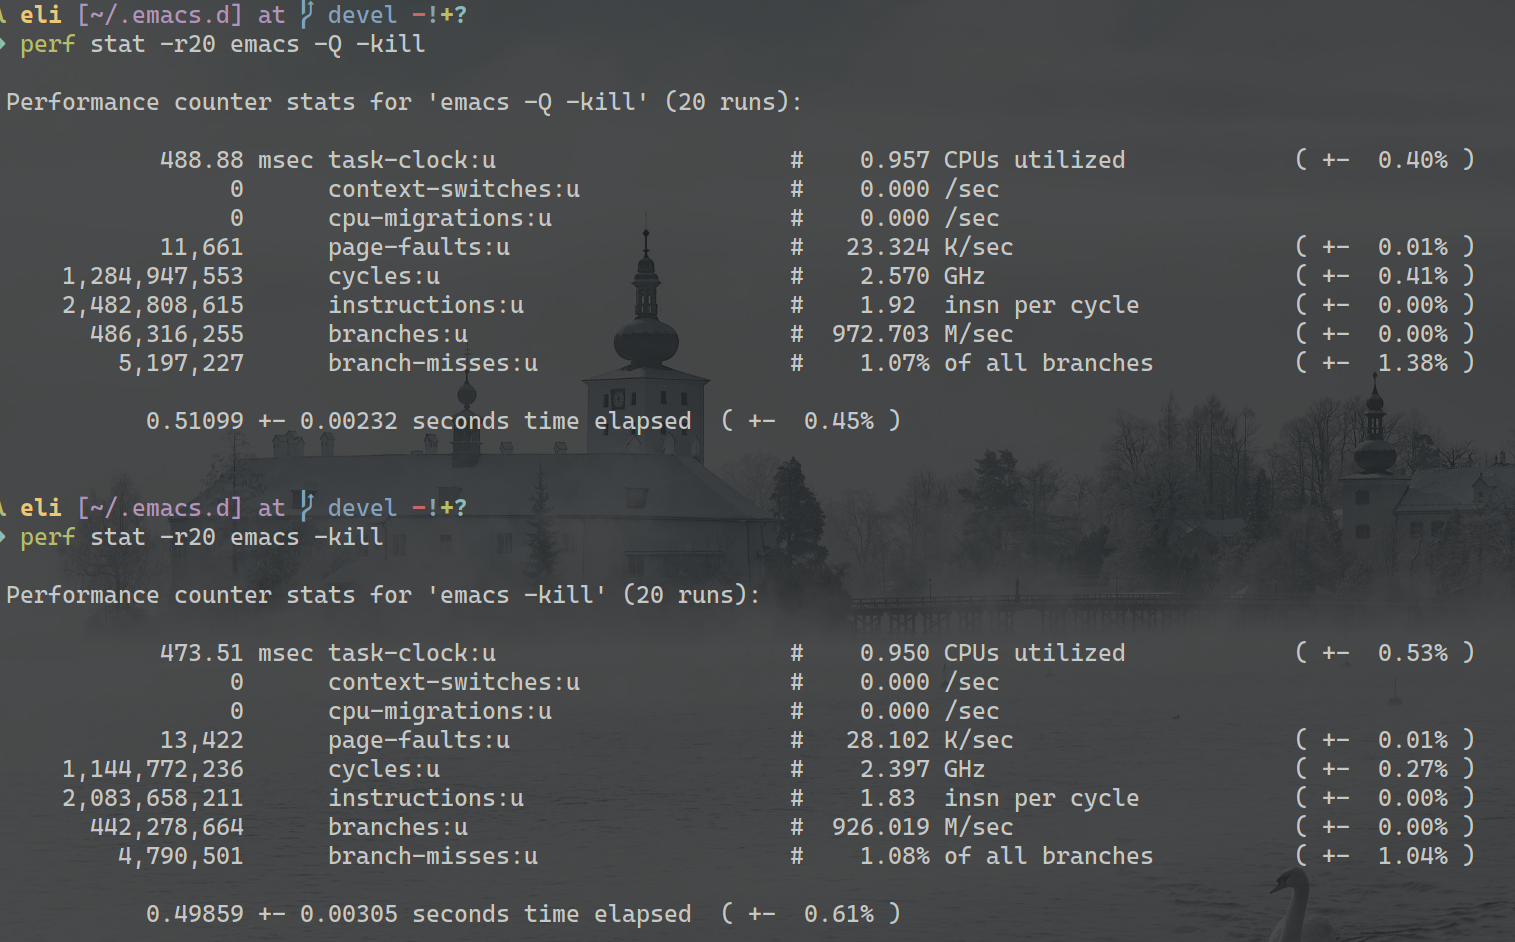 λ eli [~/.emacs.d] at devel -!+?
perf stat -r20 emacs -Q -kill
Performance counter stats for 'emacs -Q -kill' (20 runs):
488.88 msec task-clock:u # 0.957 CPUs utilized ( +- 0.40% )
0 context-switches:u # 0.000 /sec
0 cpu-migrations:u # 0.000 /sec
11,661 page-faults:u # 23.324 K/sec ( +- 0.01% )
1,284,947,553 cycles:u # 2.570 GHz ( +- 0.41% )
2,482,808,615 instructions:u # 1.92 insn per cycle ( +- 0.00% )
486,316,255 branches:u # 972.703 M/sec ( +- 0.00% )
5,197,227 branch-misses:u # 1.07% of all branches ( +- 1.38% )
0.51099 +- 0.00232 seconds time elapsed ( +- 0.45% )
λ eli [~/.emacs.d] at devel -!+?
perf stat -r20 emacs -kill
Performance counter stats for 'emacs -kill' (20 runs):
473.51 msec task-clock:u # 0.950 CPUs utilized ( +- 0.53% )
0 context-switches:u # 0.000 /sec
0 cpu-migrations:u # 0.000 /sec
13,422 page-faults:u # 28.102 K/sec ( +- 0.01% )
1,144,772,236 cycles:u # 2.397 GHz ( +- 0.27% )
2,083,658,211 instructions:u # 1.83 insn per cycle ( +- 0.00% )
442,278,664 branches:u # 926.019 M/sec ( +- 0.00% )
4,790,501 branch-misses:u # 1.08% of all branches ( +- 1.04% )
0.49859 +- 0.00305 seconds time elapsed ( +- 0.61% )